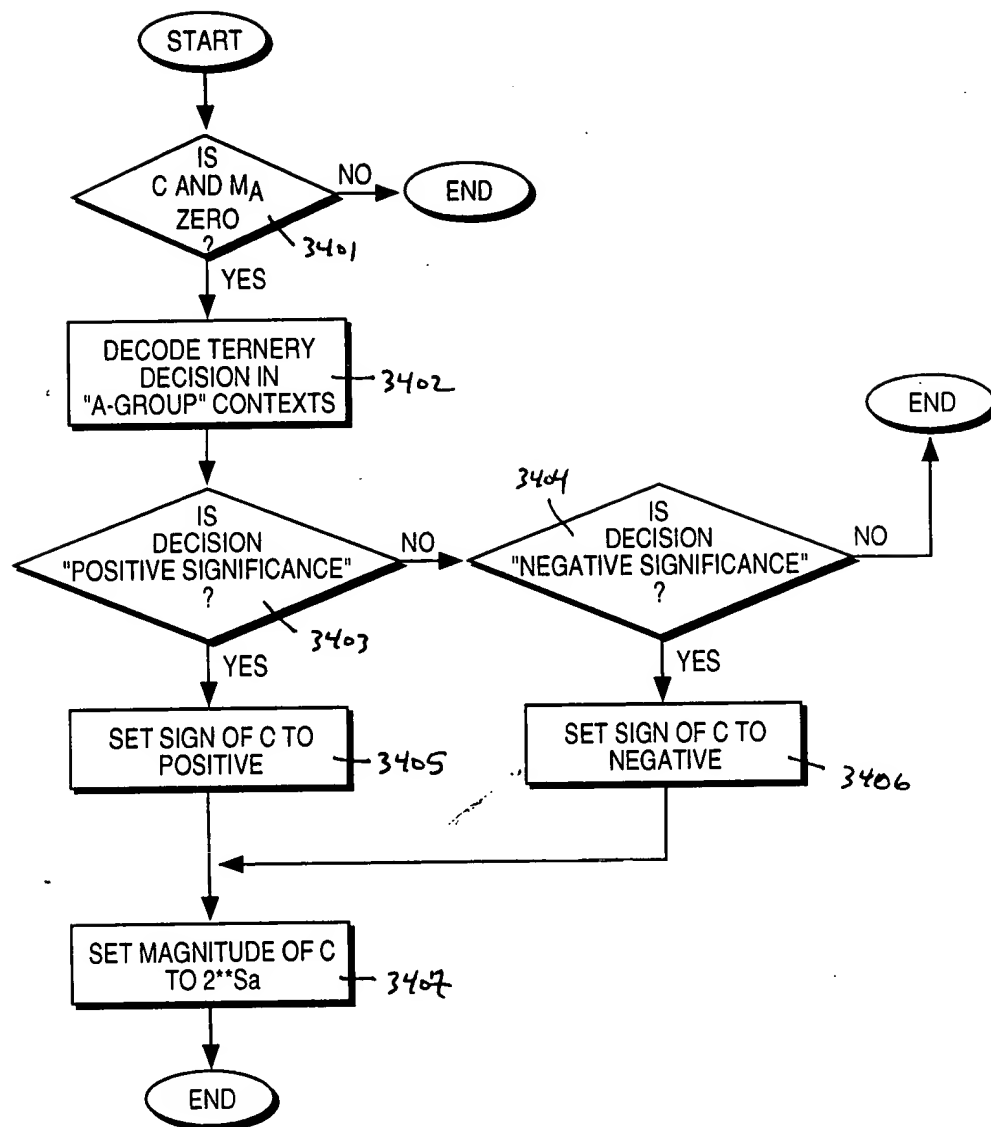 START
IS
C AND MA
ZERO
?
NO
END
3401
YES
DECODE TERNERY
DECISION IN
"A-GROUP" CONTEXTS
3402
END
3404
IS
DECISION
"POSITIVE SIGNIFICANCE"
?
NO
IS
DECISION
"NEGATIVE SIGNIFICANCE"
?
NO
3403
YES
YES
SET SIGN OF C TO
POSITIVE
3405
SET SIGN OF C TO
NEGATIVE
3406
SET MAGNITUDE OF C
TO 2**Sa
3407
END